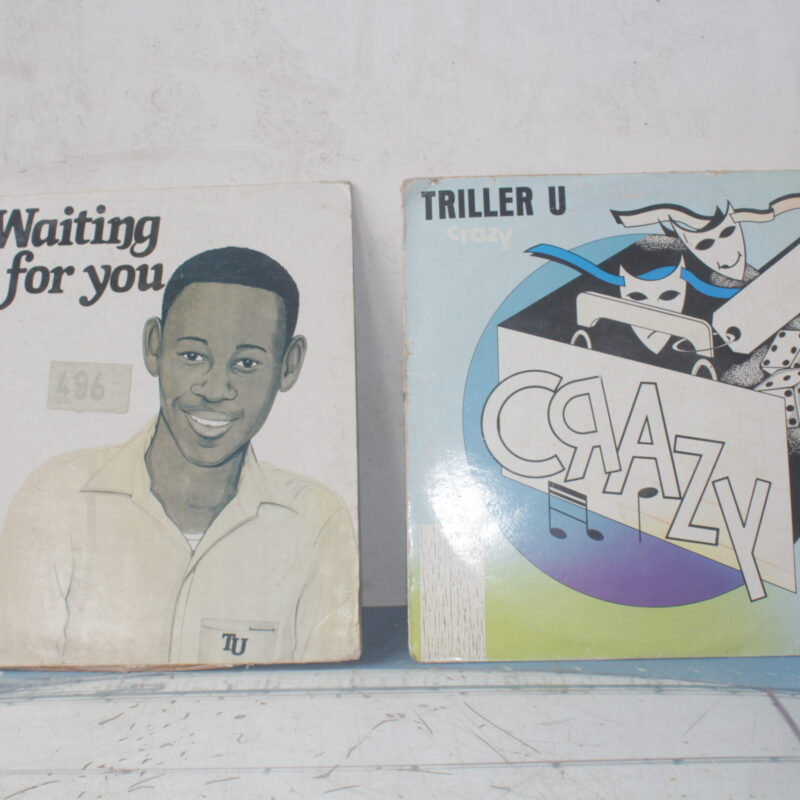 Waiting
for you
496
TU
TRILLER U
crazy
CRAZY